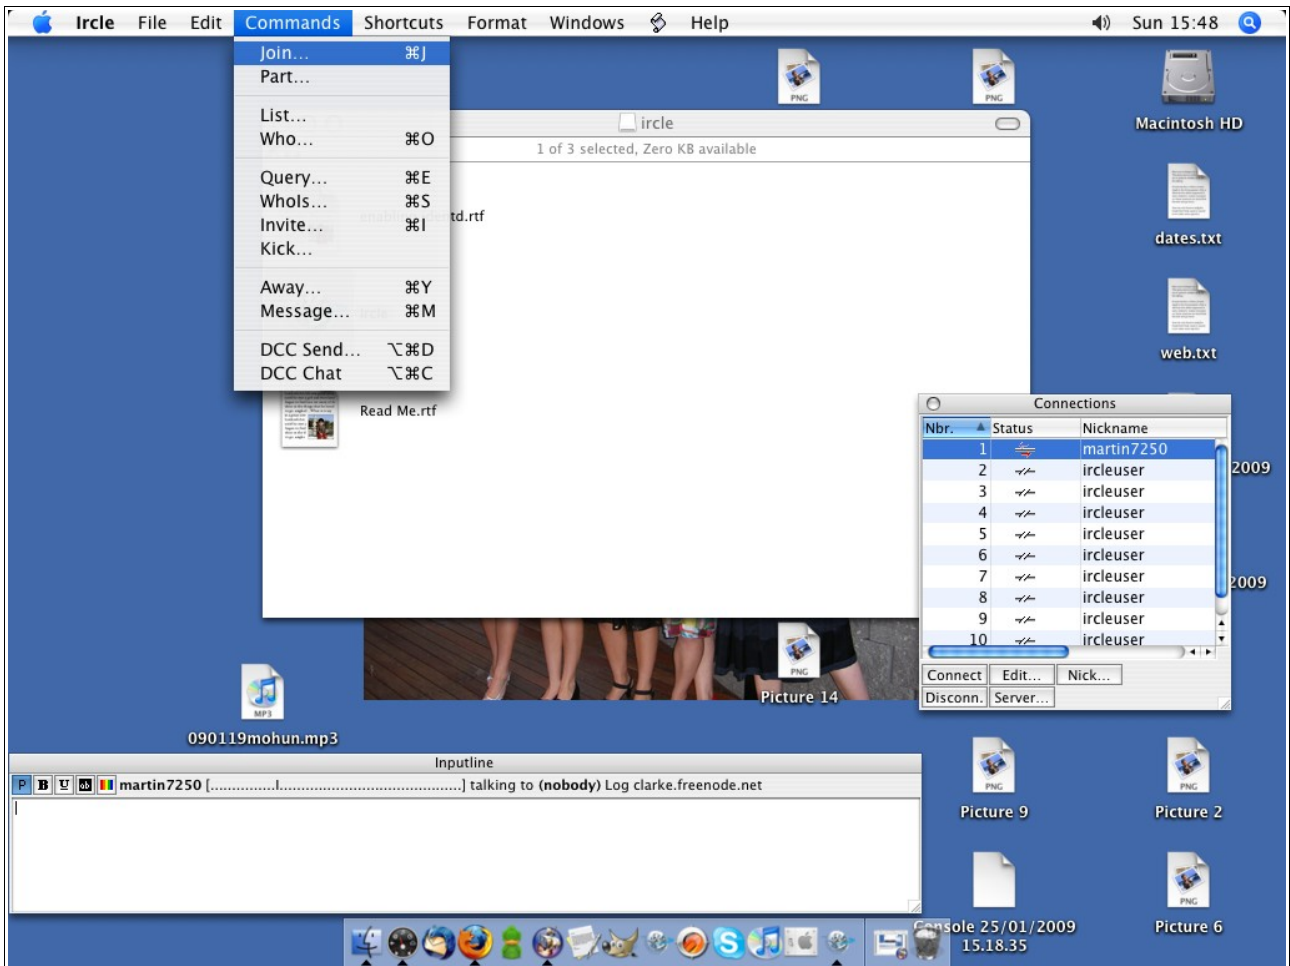 Ircle File Edit Commands Shortcuts Format Windows Help Sun 15:48
Join... ⌘J
Part...
List...
Who... ⌘O
Query... ⌘E
WhoIs... ⌘S
Invite... ⌘I
Kick...
Away... ⌘Y
Message... ⌘M
DCC Send... ⌥⌘D
DCC Chat ⌥⌘C
ircle
1 of 3 selected, Zero KB available
td.rtf
Read Me.rtf
PNG
PNG
Macintosh HD
dates.txt
web.txt
2009
2009
Connections
Nbr. Status Nickname
1 martin7250
2 ircleuser
3 ircleuser
4 ircleuser
5 ircleuser
6 ircleuser
7 ircleuser
8 ircleuser
9 ircleuser
10 ircleuser
Connect Edit... Nick...
Disconn. Server...
PNG
Picture 14
MP3
090119mohun.mp3
Inputline
P B U ab martin7250 [...............I..........................................] talking to (nobody) Log clarke.freenode.net
PNG
Picture 9
PNG
Picture 2
Console 25/01/2009
15.18.35
PNG
Picture 6